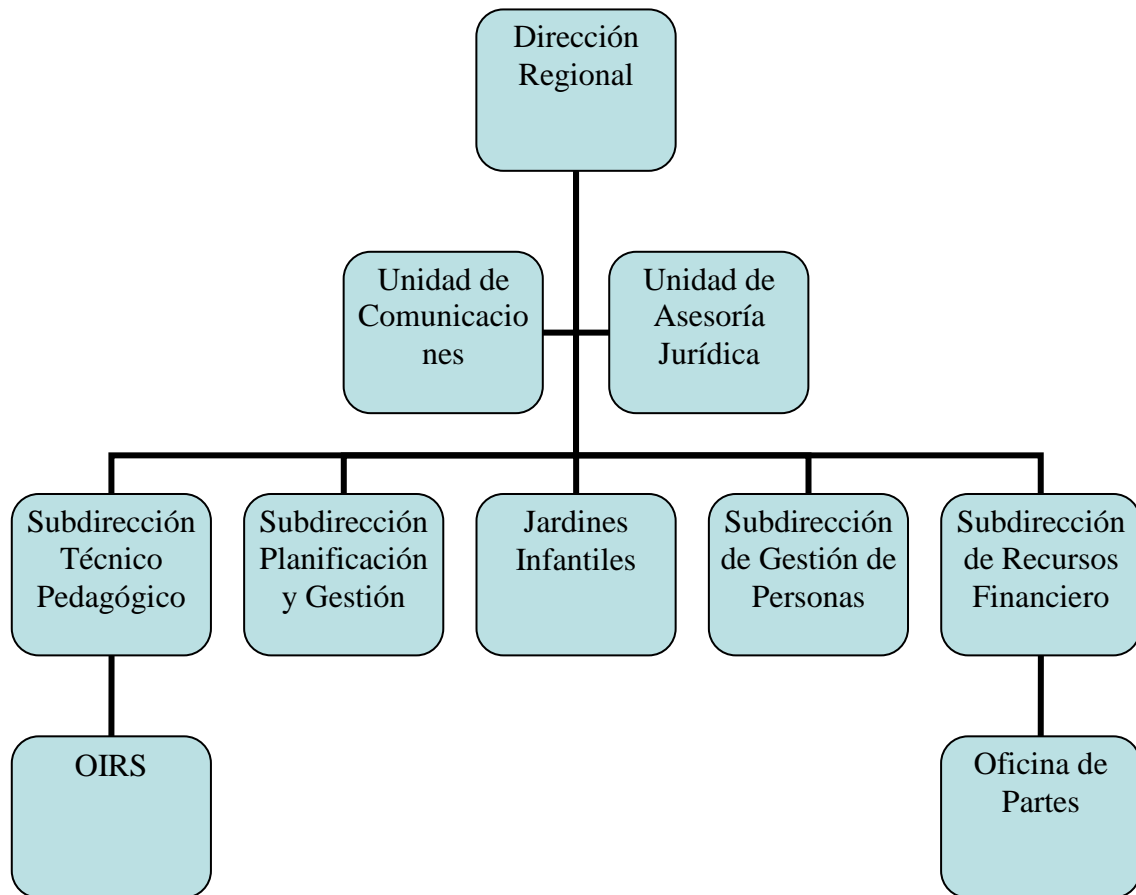 Dirección
Regional
Unidad de
Comunicacio
nes
Unidad de
Asesoría
Jurídica
Subdirección
Técnico
Pedagógico
Subdirección
Planificación
y Gestión
Jardines
Infantiles
Subdirección
de Gestión de
Personas
Subdirección
de Recursos
Financiero
OIRS
Oficina de
Partes